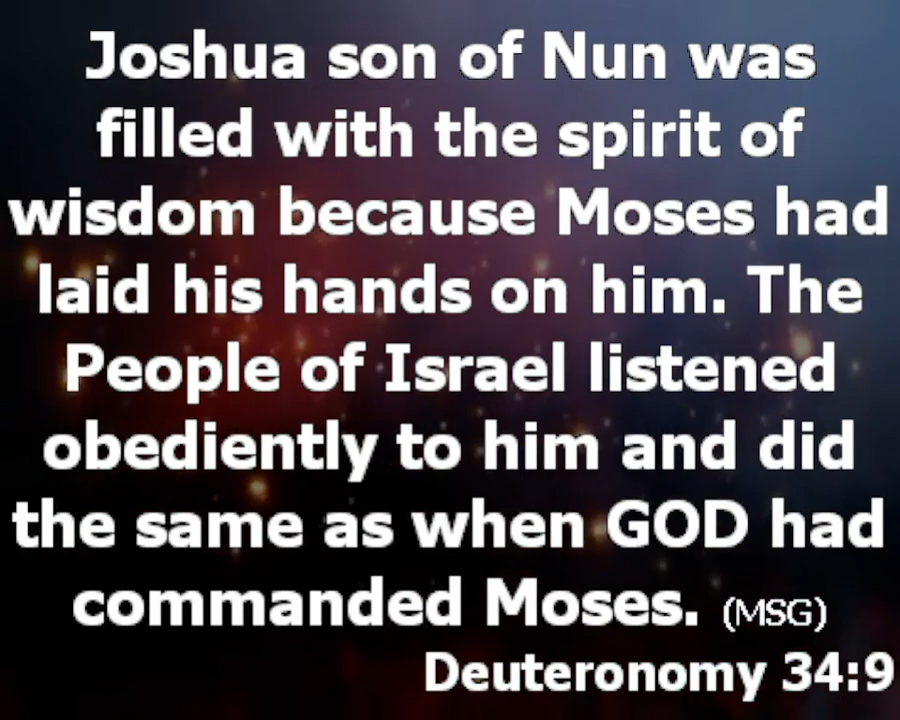 Joshua son of Nun was
filled with the spirit of
wisdom because Moses had
laid his hands on him. The
People of Israel listened
obediently to him and did
the same as when GOD had
commanded Moses. (MSG)
Deuteronomy 34:9